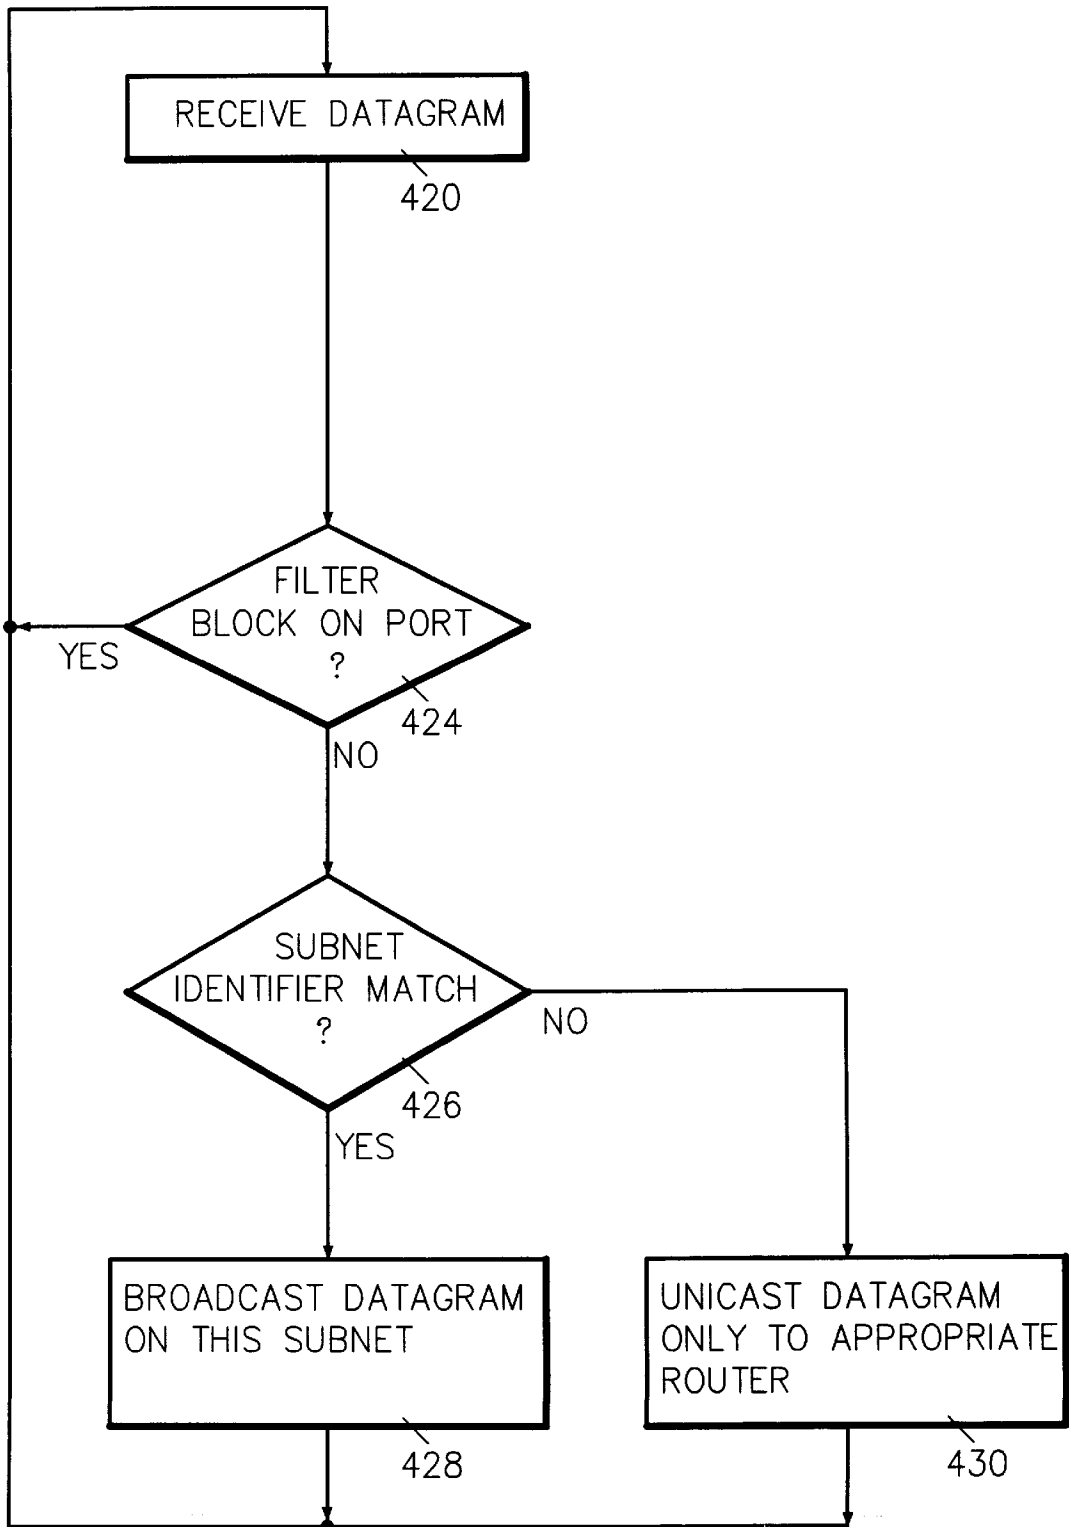 RECEIVE DATAGRAM
420
FILTER
BLOCK ON PORT
?
YES
424
NO
SUBNET
IDENTIFIER MATCH
?
NO
426
YES
BROADCAST DATAGRAM
ON THIS SUBNET
428
UNICAST DATAGRAM
ONLY TO APPROPRIATE
ROUTER
430